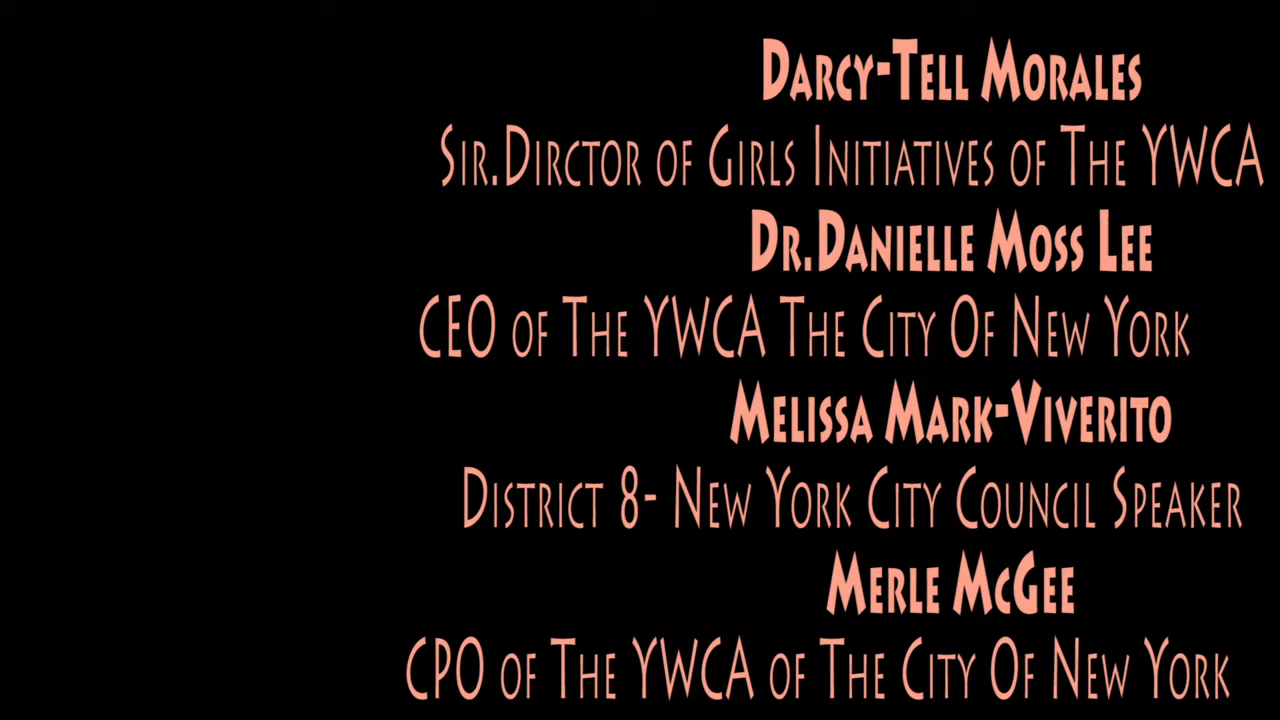 Darcy-Tell Morales
Sir.Dirctor of Girls Initiatives of The YWCA
Dr.Danielle Moss Lee
CEO of The YWCA The City Of New York
Melissa Mark-Viverito
District 8- New York City Council Speaker
Merle McGee
CPO of The YWCA of The City Of New York